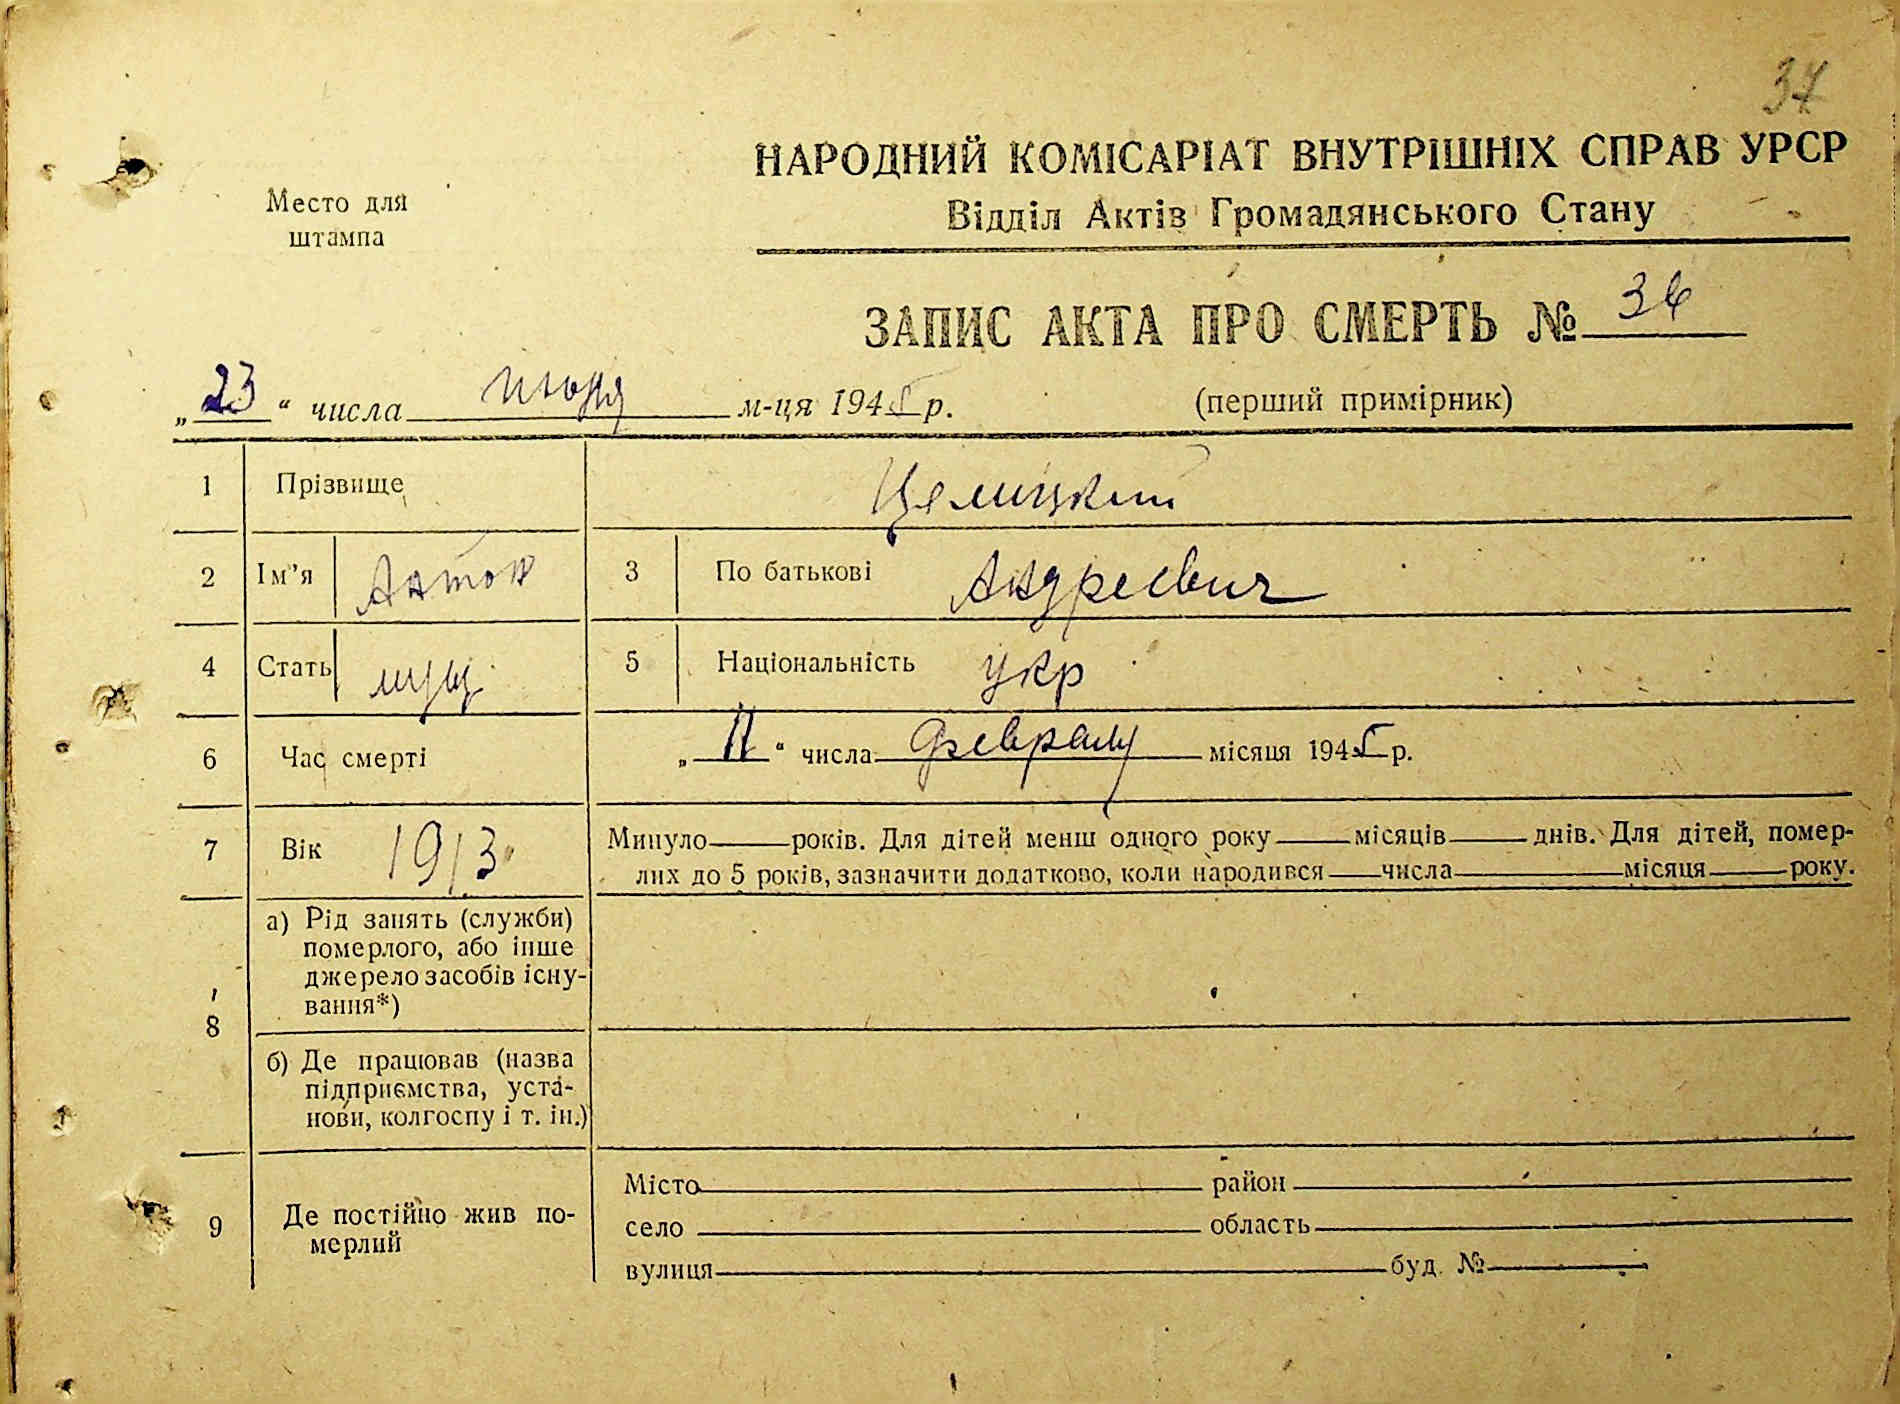 37
НАРОДНИЙ КОМІСАРІАТ ВНУТРІШНІХ СПРАВ УРСР
Відділ Актів Громадянського Стану
Место для
штампа
ЗАПИС АКТА ПРО СМЕРТЬ № 34
„23“ числа июня м-ця 1945 р. (перший примірник)
1 Прізвище
2 Ім’я Антон 3 По батькові Андреевич
4 Стать муж 5 Національність укр
6 Час смерті „11“ числа февраля місяця 1945 р.
7 Вік 1913 Минуло років. Для дітей менш одного року місяців днів. Для дітей, помер-
лих до 5 років, зазначити додатково, коли народився числа місяця року.
8 а) Рід занять (служби)
померлого, або інше
джерело засобів існу-
вання*)
б) Де працював (назва
підприємства, уста-
нови, колгоспу і т. ін.)
9 Де постійно жив по-
мерлий
Місто район
село область
вулиця буд. №